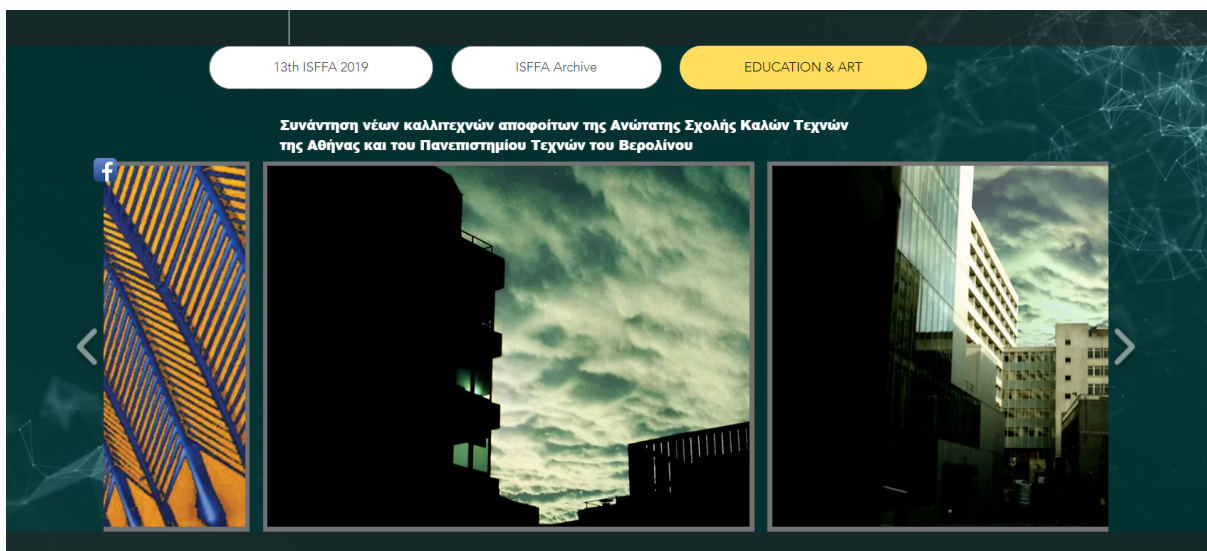 13th ISFFA 2019
ISFFA Archive
EDUCATION & ART
Συνάντηση νέων καλλιτεχνών αποφοίτων της Ανώτατης Σχολής Καλών Τεχνών
της Αθήνας και του Πανεπιστημίου Τεχνών του Βερολίνου